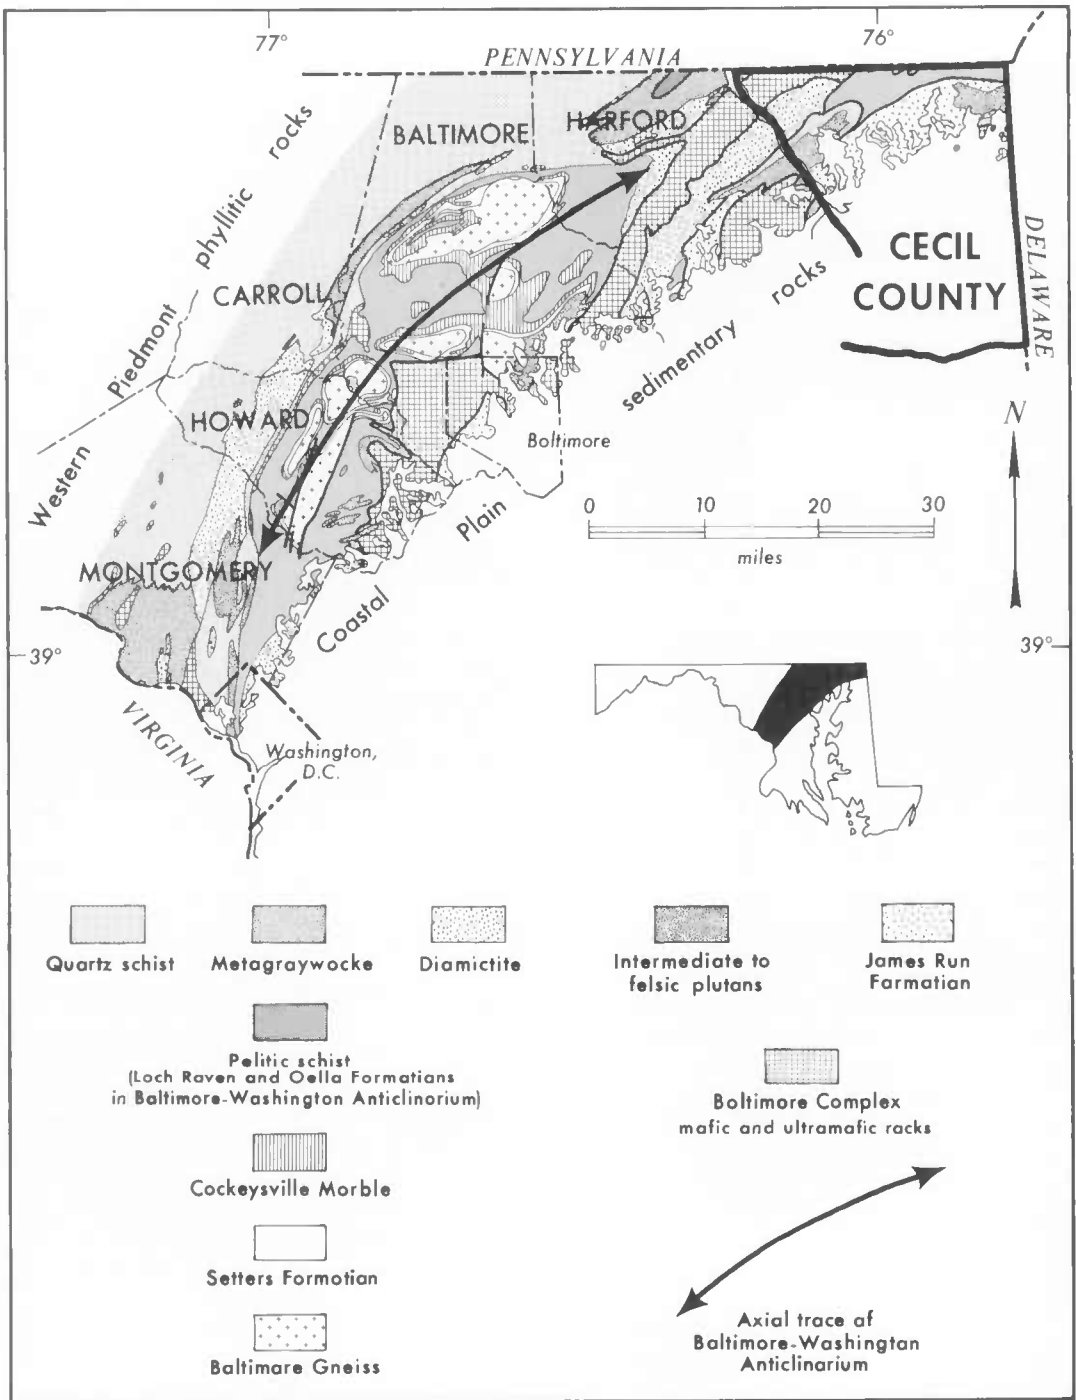 77°
76°
PENNSYLVANIA
HARFORD
BALTIMORE
rocks
phyllitic
Piedmont
Western
CARROLL
HOWARD
MONTGOMERY
CECIL
COUNTY
DELAWARE
rocks
sedimentary
Plain
Coastal
Boltimore
N
0 10 20 30
miles
39°
39°
VIRGINIA
Washington,
D.C.
Quartz schist
Metagraywocke
Diamictite
Intermediate to
felsic plutans
James Run
Farmatian
Pelitic schist
(Loch Raven and Oella Formatians
in Baltimore-Washington Anticlinorium)
Boltimore Complex
mafic and ultramafic racks
Cockeysville Morble
Setters Formotian
Baltimare Gneiss
Axial trace af
Baltimore-Washingtan
Anticlinarium